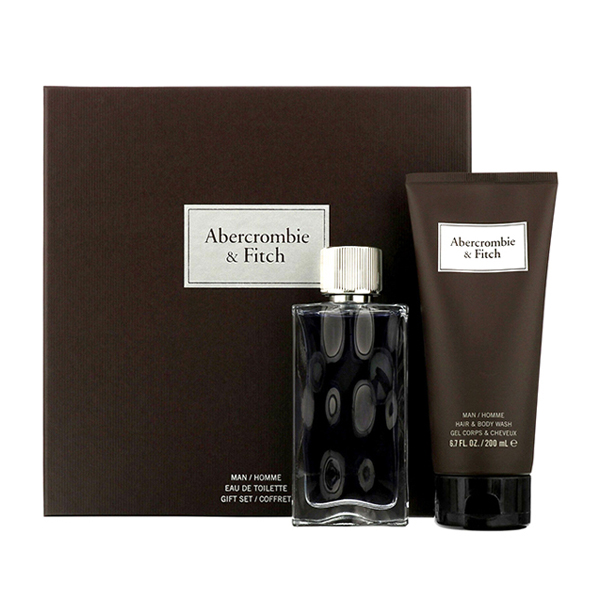 Abercrombie
& Fitch
MAN / HOMME
EAU DE TOILETTE
GIFT SET / COFFRET
Abercrombie
& Fitch
MAN / HOMME
HAIR & BODY WASH
GEL CORPS & CHEVEUX
6.7 FL. OZ. / 200 mL ℮